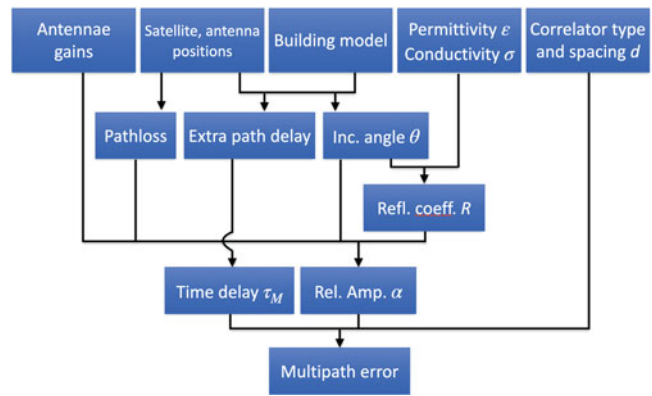 Antennae
gains
Satellite, antenna
positions
Building model
Permittivity ε
Conductivity σ
Correlator type
and spacing d
Pathloss
Extra path delay
Inc. angle θ
Refl. coeff. R
Time delay τM
Rel. Amp. α
Multipath error